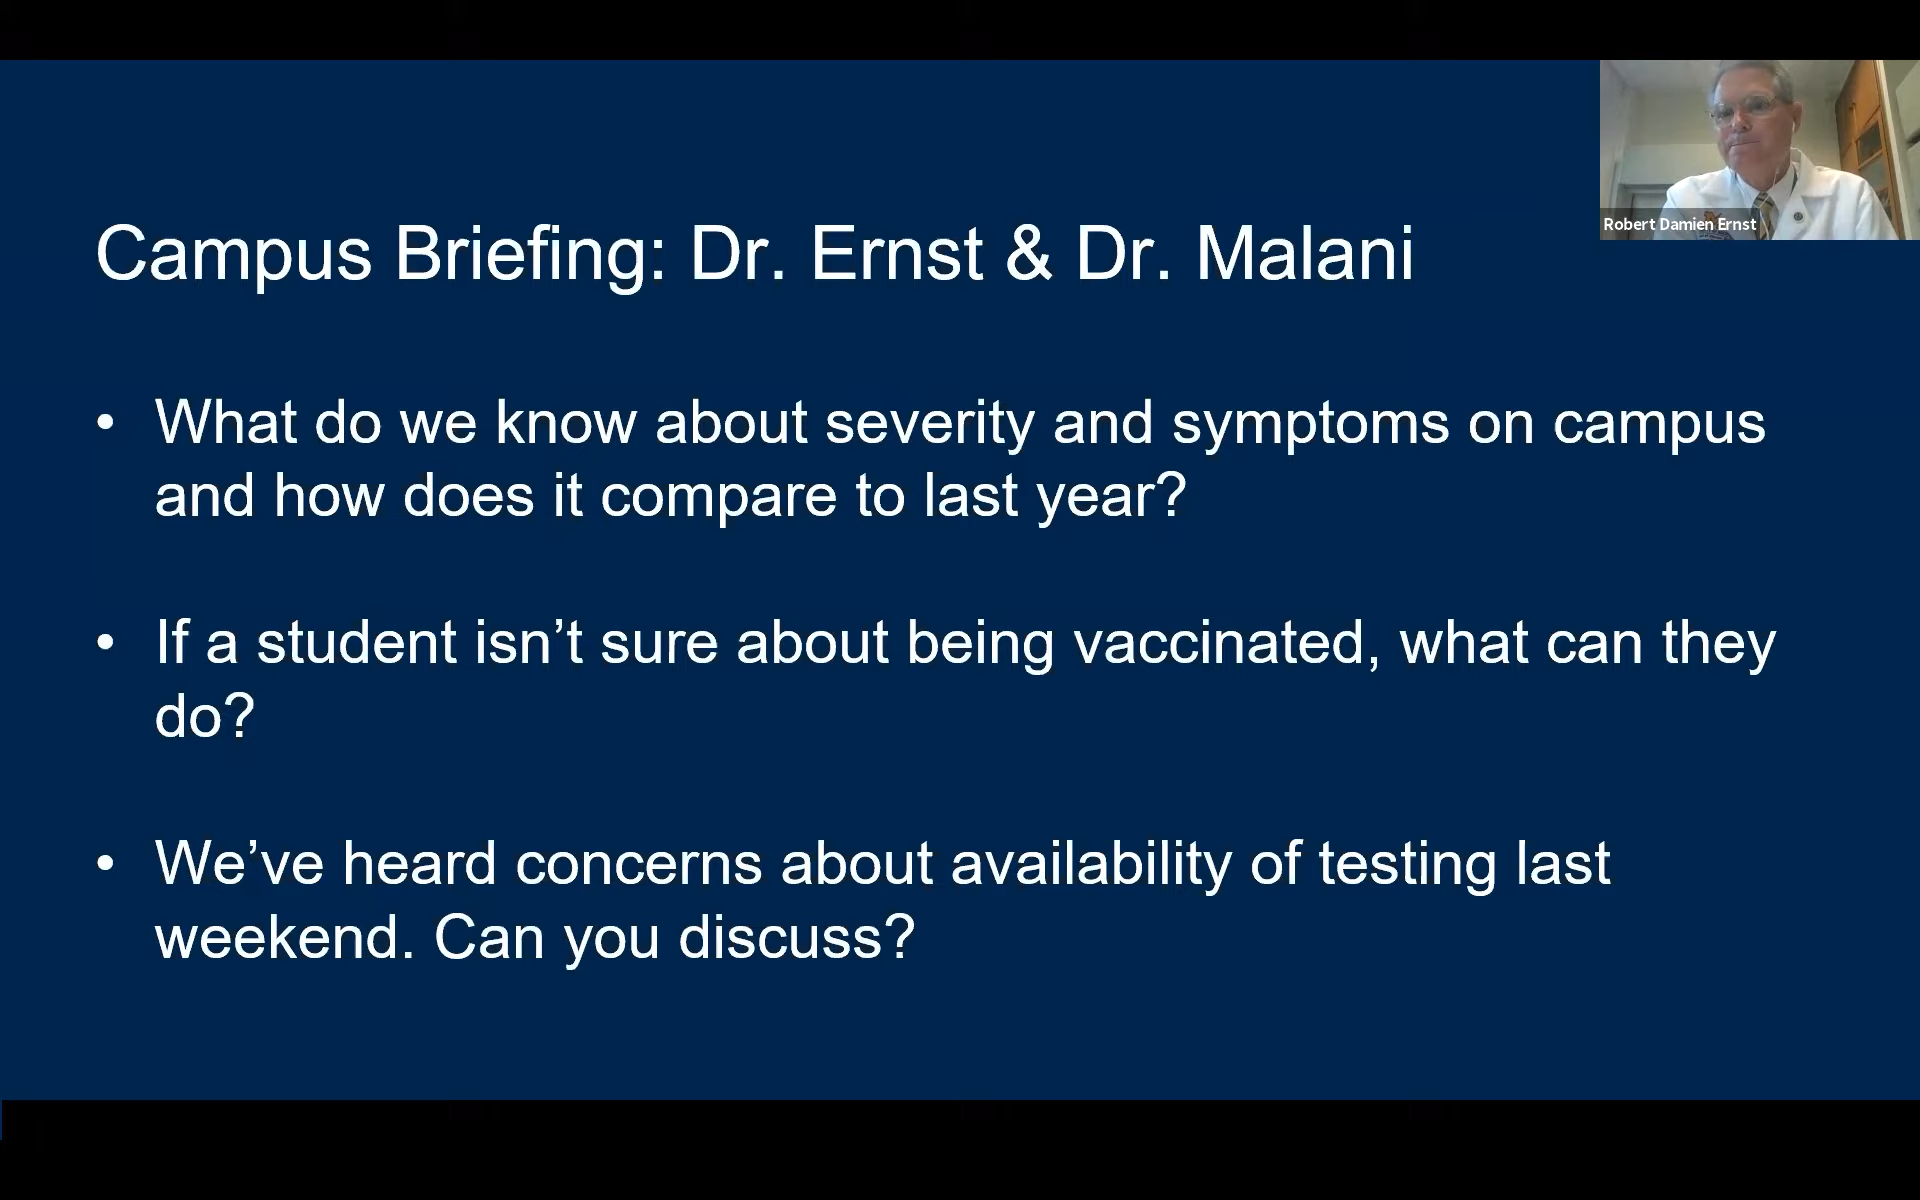 Campus Briefing: Dr. Ernst & Dr. Malani
Robert Damien Ernst
• What do we know about severity and symptoms on campus
and how does it compare to last year?
• If a student isn’t sure about being vaccinated, what can they
do?
• We’ve heard concerns about availability of testing last
weekend. Can you discuss?